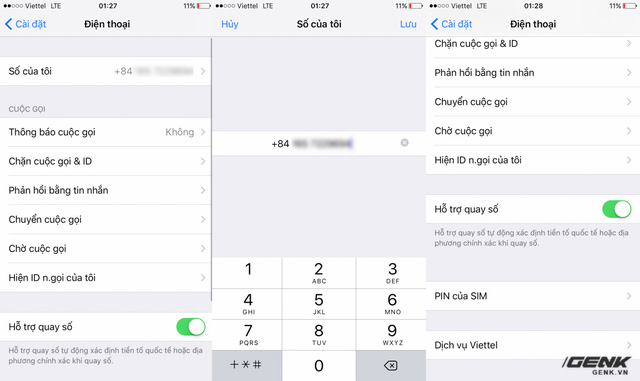 Viettel LTE 01:27 11%
Cài đặt Điện thoại
Số của tôi +84
CUỘC GỌI
Thông báo cuộc gọi Không
Chặn cuộc gọi & ID
Phản hồi bằng tin nhắn
Chuyển cuộc gọi
Chờ cuộc gọi
Hiện ID n.gọi của tôi
Hỗ trợ quay số
Hỗ trợ quay số tự động xác định tiền tố quốc tế hoặc địa
phương chính xác khi quay số.
Viettel LTE 01:27 11%
Hủy Số của tôi Lưu
+84
1 2 3
ABC DEF
4 5 6
GHI JKL MNO
7 8 9
PQRS TUV WXYZ
+ * # 0
Viettel LTE 01:28 11%
Cài đặt Điện thoại
Chặn cuộc gọi & ID
Phản hồi bằng tin nhắn
Chuyển cuộc gọi
Chờ cuộc gọi
Hiện ID n.gọi của tôi
Hỗ trợ quay số
Hỗ trợ quay số tự động xác định tiền tố quốc tế hoặc địa
phương chính xác khi quay số.
PIN của SIM
Dịch vụ Viettel
GENK
GENK.VN